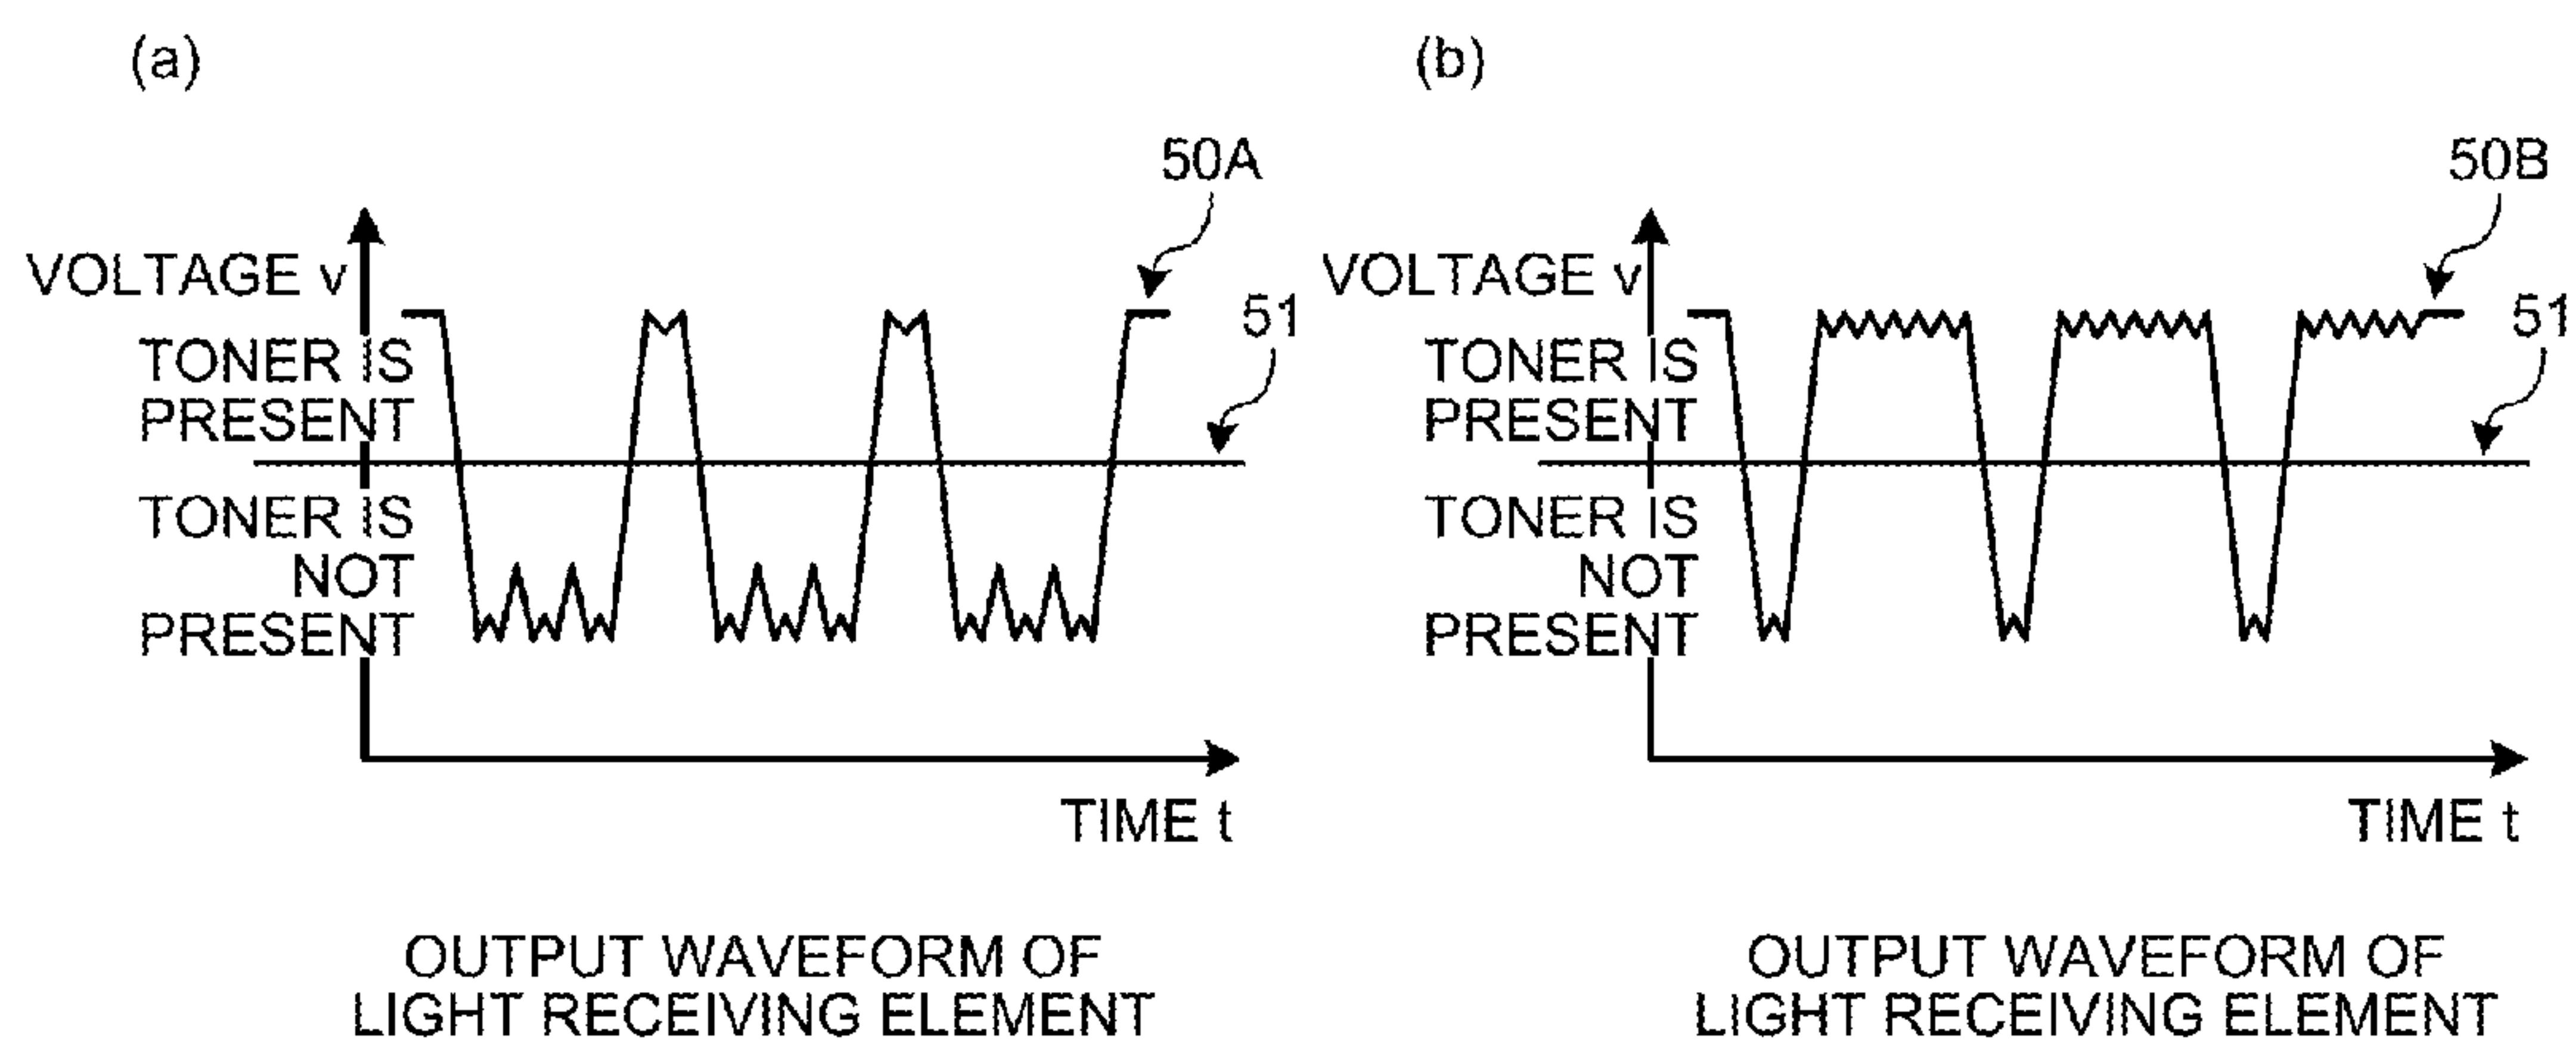 (a)
50A
VOLTAGE v
51
TONER IS
PRESENT
TONER IS
NOT
PRESENT
TIME t
OUTPUT WAVEFORM OF
LIGHT RECEIVING ELEMENT
(b)
50B
VOLTAGE v
51
TONER IS
PRESENT
TONER IS
NOT
PRESENT
TIME t
OUTPUT WAVEFORM OF
LIGHT RECEIVING ELEMENT